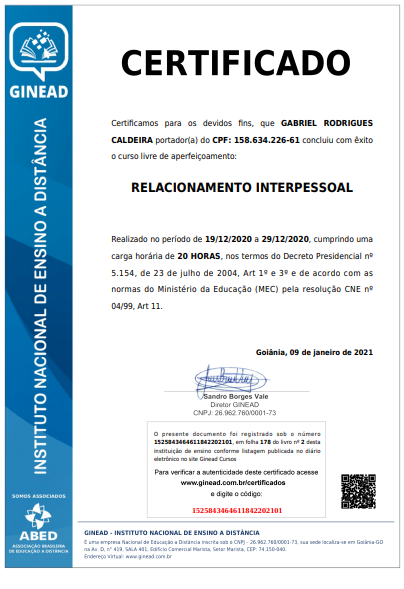 GINEAD
INSTITUTO NACIONAL DE ENSINO A DISTÂNCIA
SOMOS ASSOCIADOS
ABED
ASSOCIAÇÃO BRASILEIRA
DE EDUCAÇÃO A DISTÂNCIA
CERTIFICADO
Certificamos para os devidos fins, que GABRIEL RODRIGUES
CALDEIRA portador(a) do CPF: 158.634.226-61 concluiu com êxito
o curso livre de aperfeiçoamento:
RELACIONAMENTO INTERPESSOAL
Realizado no período de 19/12/2020 a 29/12/2020, cumprindo uma
carga horária de 20 HORAS, nos termos do Decreto Presidencial nº
5.154, de 23 de julho de 2004, Art 1º e 3º e de acordo com as
normas do Ministério da Educação (MEC) pela resolução CNE nº
04/99, Art 11.
Goiânia, 09 de janeiro de 2021
Sandro Borges Vale
Diretor GINEAD
CNPJ: 26.962.760/0001-73
O presente documento foi registrado sob o número
1525843464611842202101, em folha 178 do livro nº 2 desta
instituição de ensino conforme listagem publicada no diário
eletrônico no site Ginead Cursos
Para verificar a autenticidade deste certificado acesse
www.ginead.com.br/certificados
e digite o código:
1525843464611842202101
GINEAD - INSTITUTO NACIONAL DE ENSINO A DISTÂNCIA
É uma empresa Nacional de Educação a Distância inscrita sob o CNPJ - 26.962.760/0001-73, sua sede localiza-se em Goiânia-GO
na Av. D, n° 419, SALA 401, Edifício Comercial Marista, Setor Marista, CEP: 74.150-040.
Endereço Virtual: www.ginead.com.br